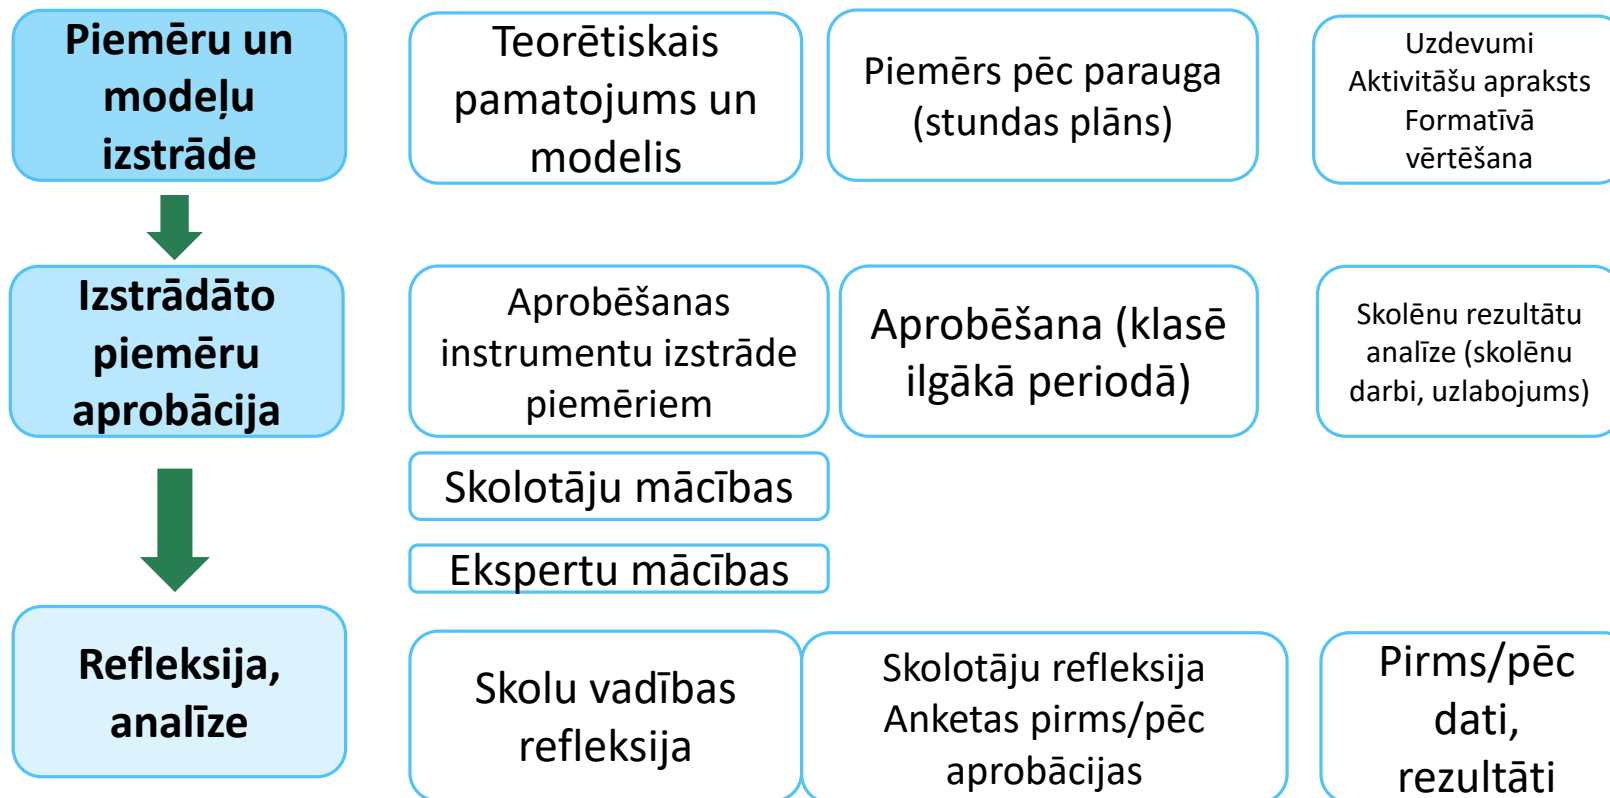 Piemēru un
modeļu
izstrāde
Teorētiskais
pamatojums un
modelis
Piemērs pēc parauga
(stundas plāns)
Uzdevumi
Aktivitāšu apraksts
Formatīvā
vērtēšana
Izstrādāto
piemēru
aprobācija
Aprobēšanas
instrumentu izstrāde
piemēriem
Aprobēšana (klasē
ilgākā periodā)
Skolēnu rezultātu
analīze (skolēnu
darbi, uzlabojums)
Skolotāju mācības
Ekspertu mācības
Refleksija,
analīze
Skolu vadības
refleksija
Skolotāju refleksija
Anketas pirms/pēc
aprobācijas
Pirms/pēc
dati,
rezultāti